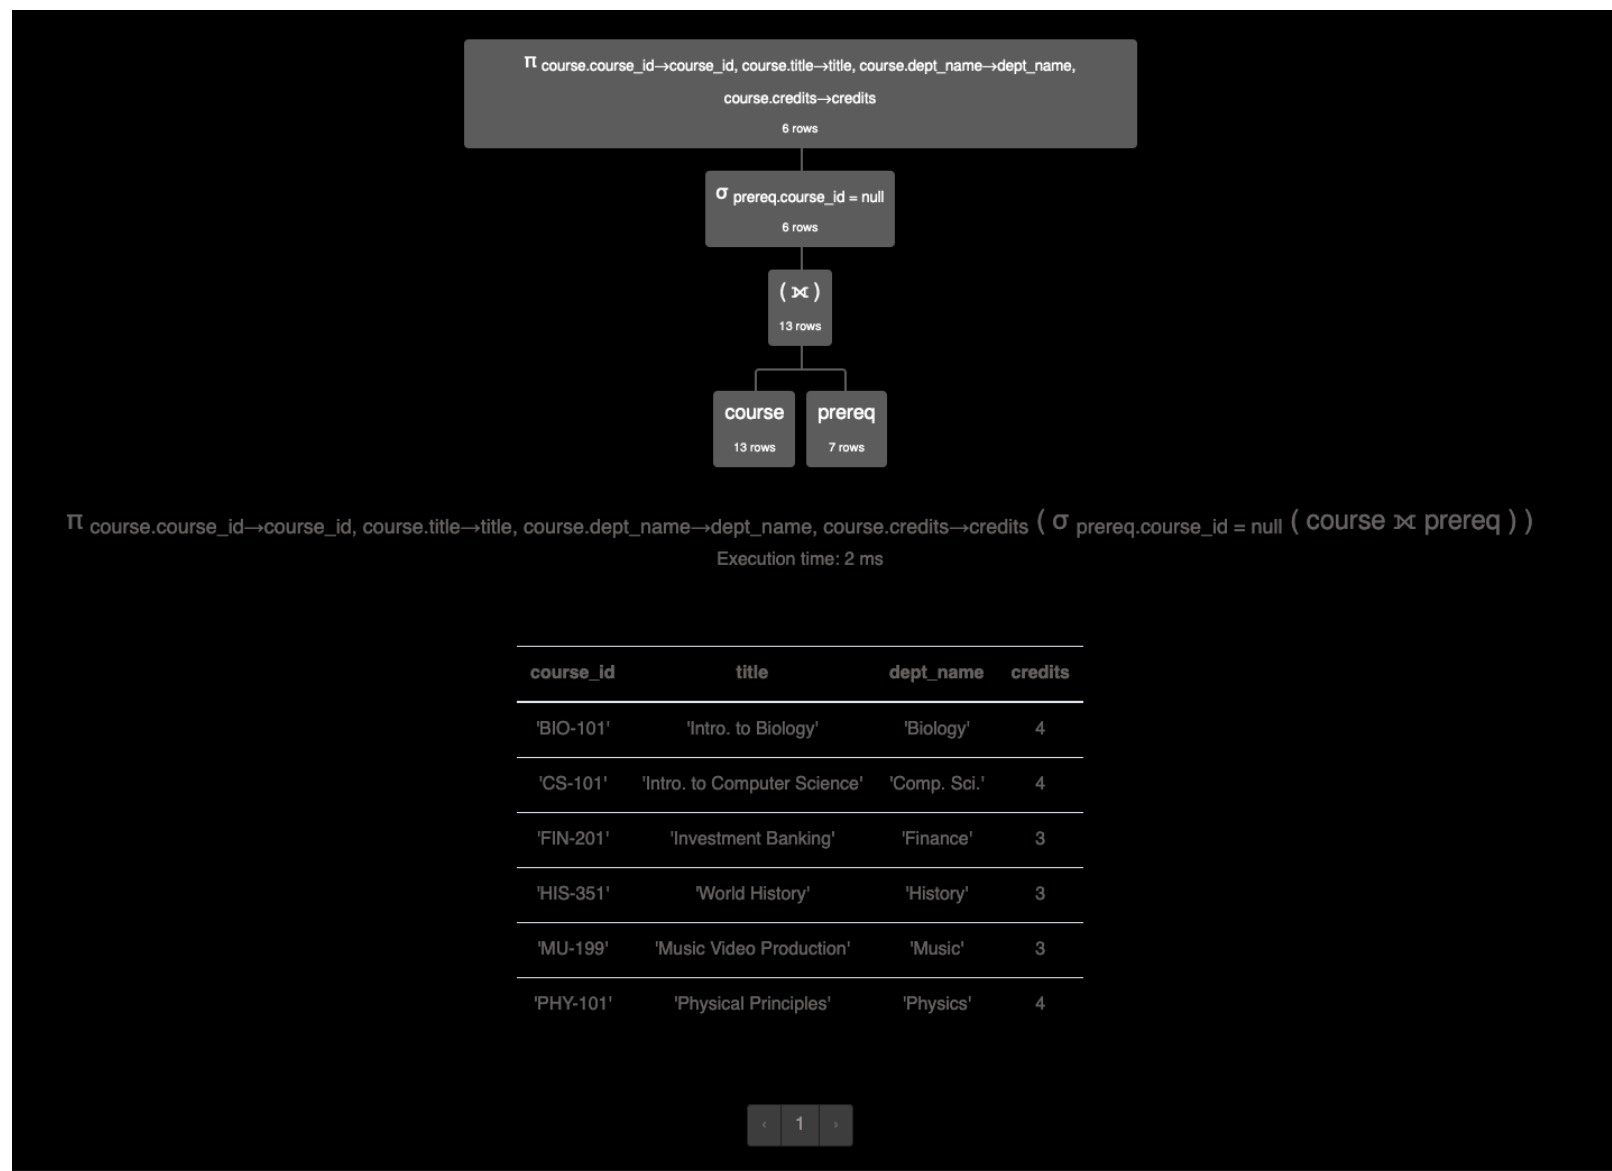 π course.course_id→course_id, course.title→title, course.dept_name→dept_name,
course.credits→credits
6 rows
σ prereq.course_id = null
6 rows
( ⟕ )
13 rows
course prereq
13 rows 7 rows
π course.course_id→course_id, course.title→title, course.dept_name→dept_name, course.credits→credits ( σ prereq.course_id = null ( course ⟕ prereq ) )
Execution time: 2 ms
course_id title dept_name credits
'BIO-101' 'Intro. to Biology' 'Biology' 4
'CS-101' 'Intro. to Computer Science' 'Comp. Sci.' 4
'FIN-201' 'Investment Banking' 'Finance' 3
'HIS-351' 'World History' 'History' 3
'MU-199' 'Music Video Production' 'Music' 3
'PHY-101' 'Physical Principles' 'Physics' 4
‹ 1 ›